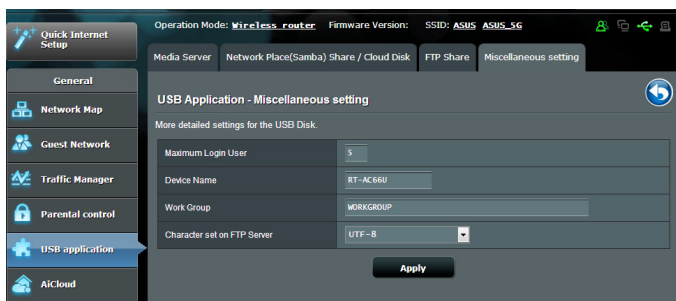 Quick Internet
Setup
Operation Mode: Wireless router Firmware Version: SSID: ASUS ASUS_5G
Media Server Network Place(Samba) Share / Cloud Disk FTP Share Miscellaneous setting
General
Network Map
Guest Network
Traffic Manager
Parental control
USB application
AiCloud
USB Application - Miscellaneous setting
More detailed settings for the USB Disk.
Maximum Login User 5
Device Name RT-AC66U
Work Group WORKGROUP
Character set on FTP Server UTF-8
Apply